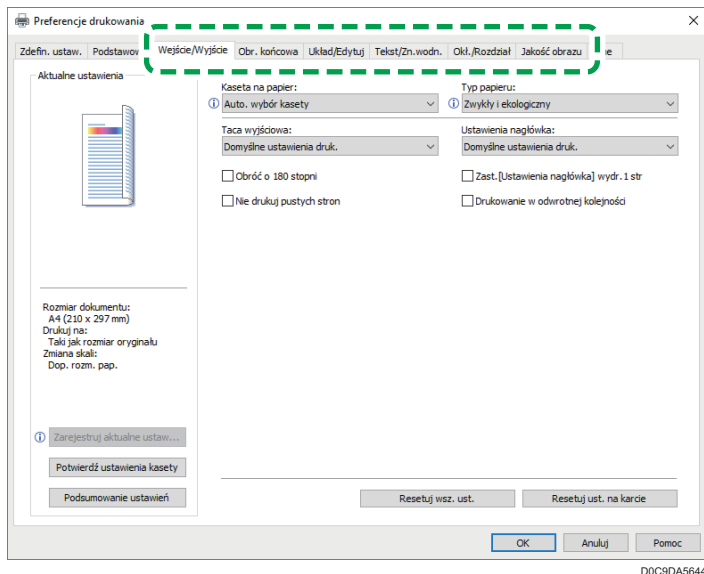 Preferencje drukowania
Zdefin. ustaw. Podstawow Wejście/Wyjście Obr. końcowa Układ/Edytuj Tekst/Zn.wodn. Okł./Rozdział Jakość obrazu ne
Aktualne ustawienia
Kaseta na papier: Typ papieru:
Auto. wybór kasety Zwykły i ekologiczny
Taca wyjściowa: Ustawienia nagłówka:
Domyślne ustawienia druk. Domyślne ustawienia druk.
Obróć o 180 stopni Zast.[Ustawienia nagłówka] wydr.1 str
Nie drukuj pustych stron Drukowanie w odwrotnej kolejności
Rozmiar dokumentu:
A4 (210 x 297 mm)
Drukuj na:
Taki jak rozmiar oryginału
Zmiana skali:
Dop. rozm. pap.
Zarejestruj aktualne ustaw...
Potwierdź ustawienia kasety
Podsumowanie ustawień
Resetuj wsz. ust. Resetuj ust. na karcie
OK Anuluj Pomoc
D0C9DA5644